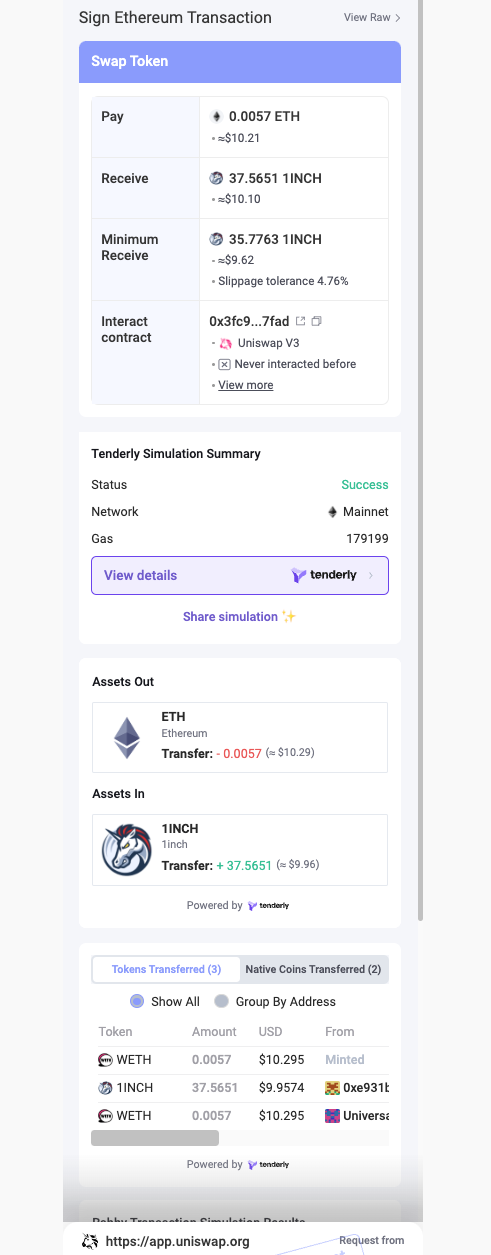 Sign Ethereum Transaction
View Raw >
Swap Token
Pay
0.0057 ETH
≈$10.21
Receive
37.5651 1INCH
≈$10.10
Minimum
Receive
35.7763 1INCH
≈$9.62
Slippage tolerance 4.76%
Interact
contract
0x3fc9...7fad
Uniswap V3
Never interacted before
View more
Tenderly Simulation Summary
Status Success
Network Mainnet
Gas 179199
View details tenderly >
Share simulation ✨
Assets Out
ETH
Ethereum
Transfer: - 0.0057 (≈ $10.29)
Assets In
1INCH
1inch
Transfer: + 37.5651 (≈ $9.96)
Powered by tenderly
Tokens Transferred (3) Native Coins Transferred (2)
Show All Group By Address
Token Amount USD From
WETH 0.0057 $10.295 Minted
1INCH 37.5651 $9.9574 0xe931b
WETH 0.0057 $10.295 Universa
Powered by tenderly
Rabby Transaction Simulation Results
https://app.uniswap.org Request from